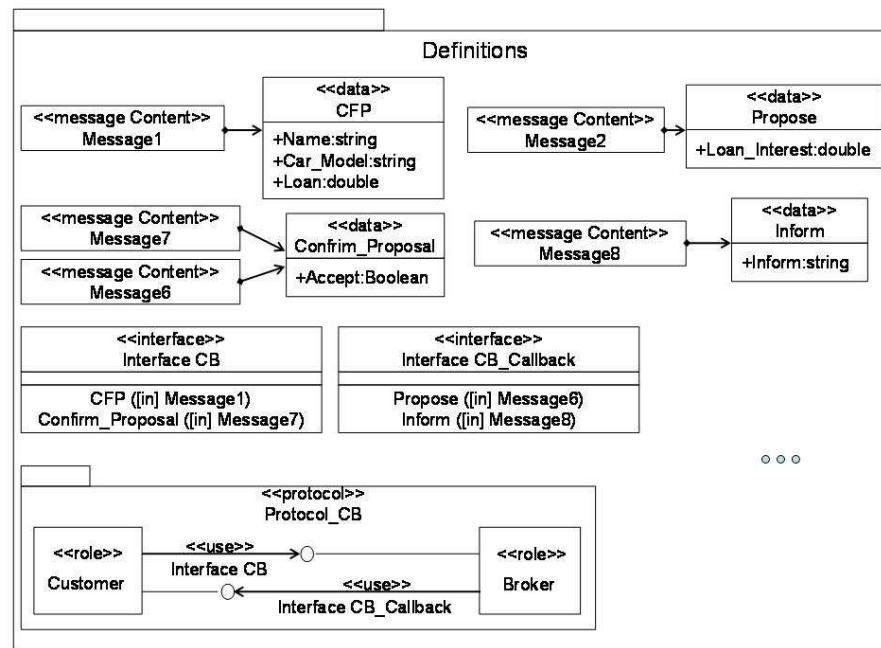 Definitions
<<message Content>>
Message1
<<data>>
CFP
+Name:string
+Car_Model:string
+Loan:double
<<message Content>>
Message2
<<data>>
Propose
+Loan_Interest:double
<<message Content>>
Message7
<<message Content>>
Message6
<<data>>
Confrim_Proposal
+Accept:Boolean
<<message Content>>
Message8
<<data>>
Inform
+Inform:string
<<interface>>
Interface CB
CFP ([in] Message1)
Confirm_Proposal ([in] Message7)
<<interface>>
Interface CB_Callback
Propose ([in] Message6)
Inform ([in] Message8)
<<protocol>>
Protocol_CB
<<role>>
Customer
<<use>>
Interface CB
<<use>>
Interface CB_Callback
<<role>>
Broker